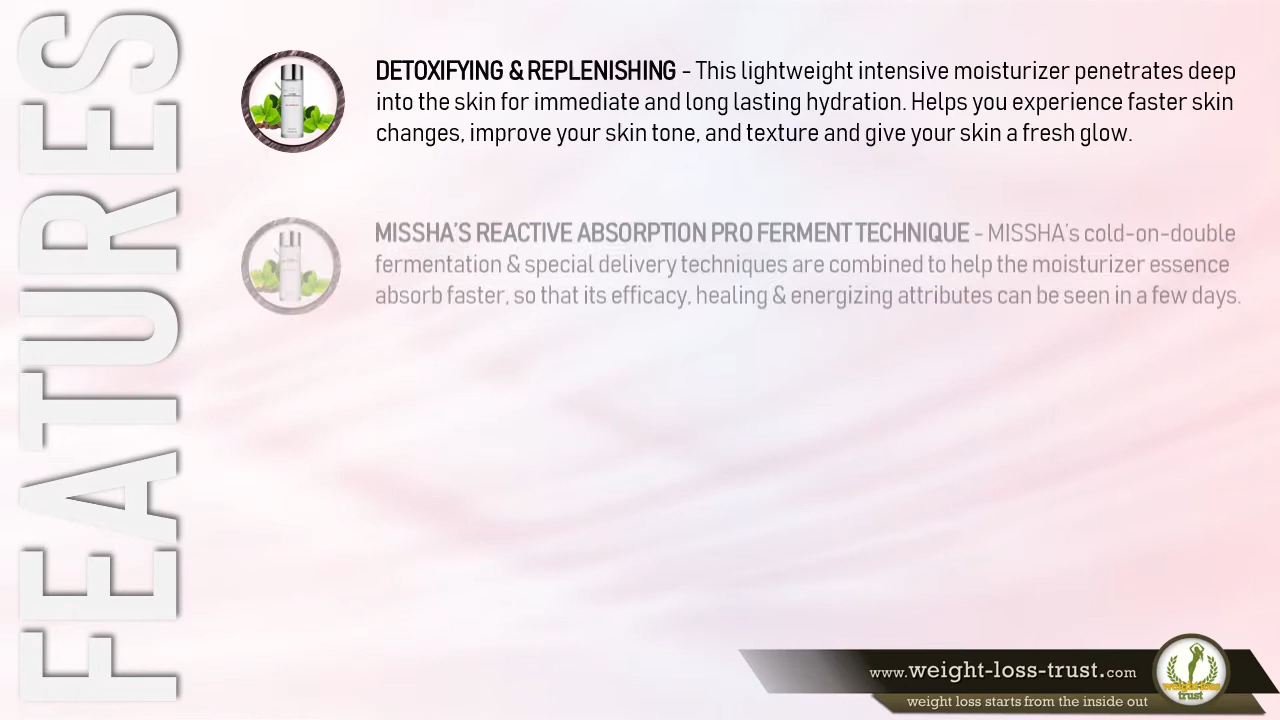 FEATURES
DETOXIFYING & REPLENISHING - This lightweight intensive moisturizer penetrates deep
into the skin for immediate and long lasting hydration. Helps you experience faster skin
changes, improve your skin tone, and texture and give your skin a fresh glow.
MISSHA'S REACTIVE ABSORPTION PRO FERMENT TECHNIQUE - MISSHA's cold-on-double
fermentation & special delivery techniques are combined to help the moisturizer essence
absorb faster, so that its efficacy, healing & energizing attributes can be seen in a few days.
www.weight-loss-trust.com
weight loss starts from the inside out
weight loss
trust